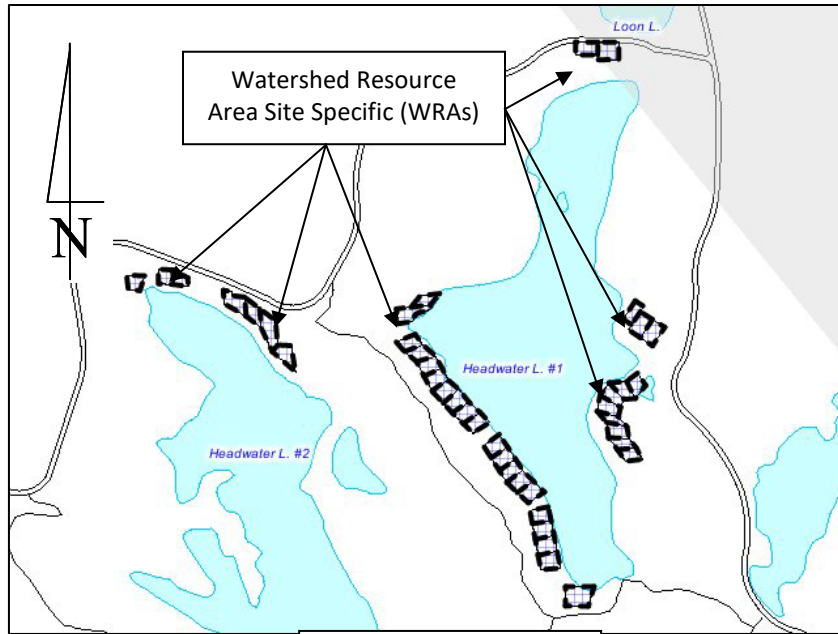 Loon L.
Watershed Resource
Area Site Specific (WRAs)
N
Headwater L. #1
Headwater L. #2